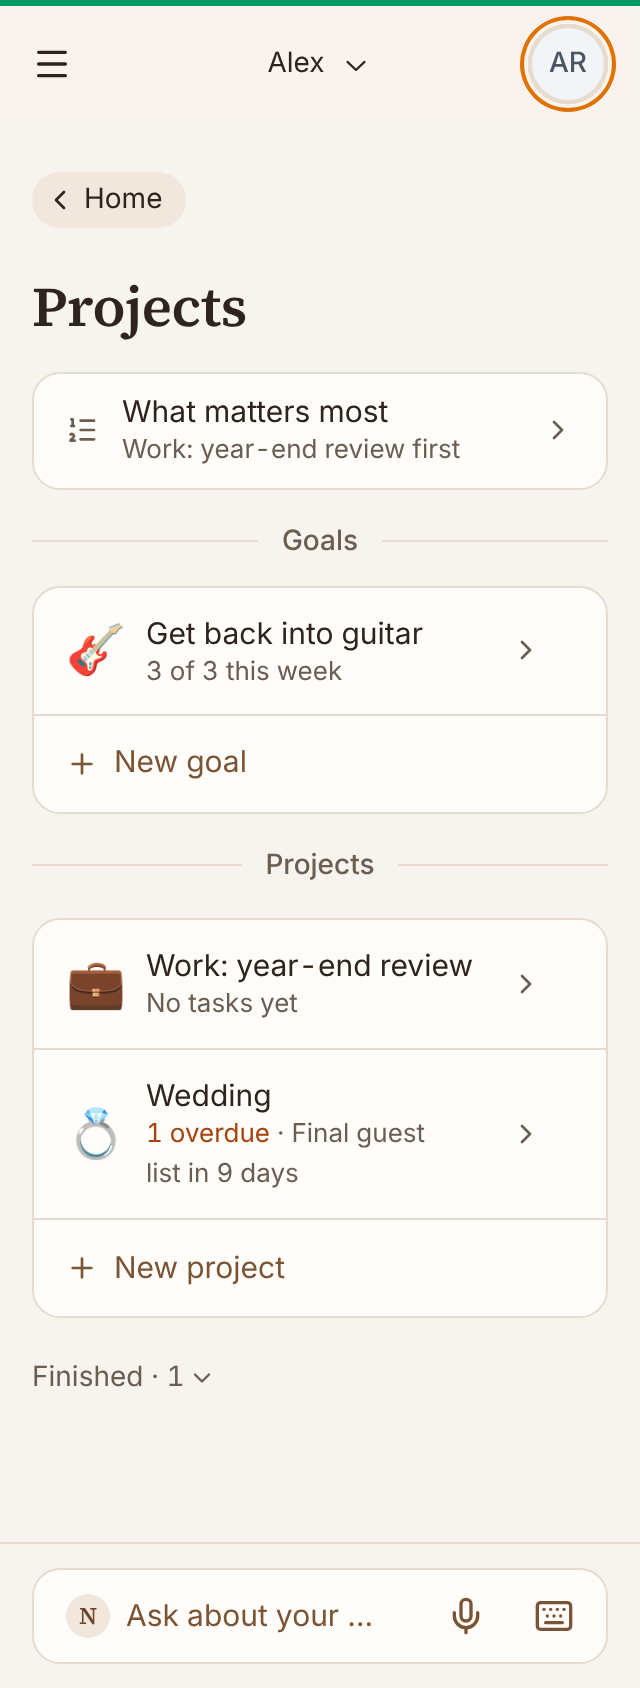 Alex
AR
Home
Projects
What matters most
Work: year-end review first
Goals
Get back into guitar
3 of 3 this week
+ New goal
Projects
Work: year-end review
No tasks yet
Wedding
1 overdue · Final guest
list in 9 days
+ New project
Finished · 1
N Ask about your ...